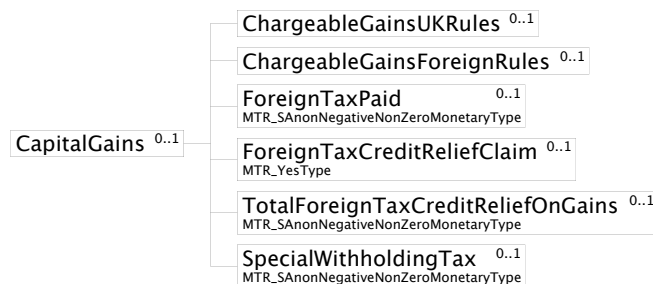 ChargeableGainsUKRules 0..1
ChargeableGainsForeignRules 0..1
ForeignTaxPaid 0..1
MTR_SAnonNegativeNonZeroMonetaryType
CapitalGains 0..1
ForeignTaxCreditReliefClaim 0..1
MTR_YesType
TotalForeignTaxCreditReliefOnGains 0..1
MTR_SAnonNegativeNonZeroMonetaryType
SpecialWithholdingTax 0..1
MTR_SAnonNegativeNonZeroMonetaryType